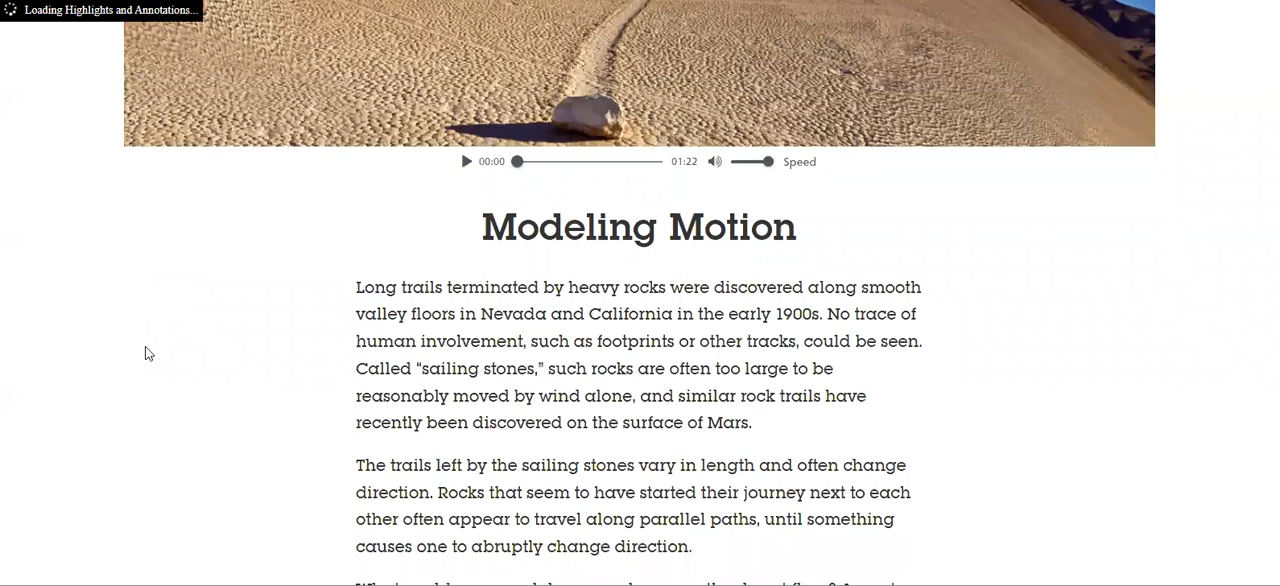 Loading Highlights and Annotations...
00:00 01:22 Speed
Modeling Motion
Long trails terminated by heavy rocks were discovered along smooth
valley floors in Nevada and California in the early 1900s. No trace of
human involvement, such as footprints or other tracks, could be seen.
Called “sailing stones,” such rocks are often too large to be
reasonably moved by wind alone, and similar rock trails have
recently been discovered on the surface of Mars.
The trails left by the sailing stones vary in length and often change
direction. Rocks that seem to have started their journey next to each
other often appear to travel along parallel paths, until something
causes one to abruptly change direction.